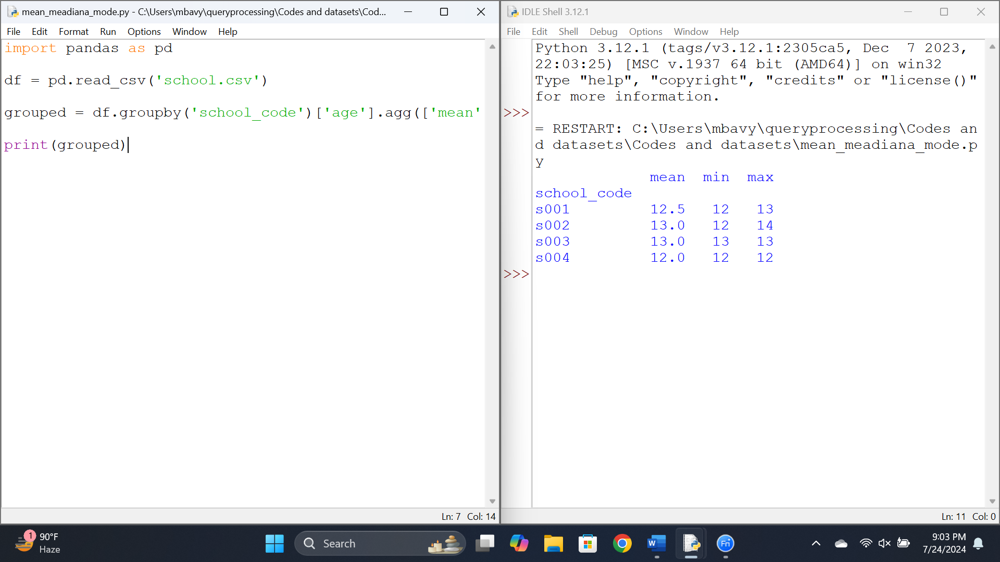 mean_meadiana_mode.py - C:\Users\mbavy\queryprocessing\Codes and datasets\Cod...
File Edit Format Run Options Window Help
import pandas as pd
df = pd.read_csv('school.csv')
grouped = df.groupby('school_code')['age'].agg(['mean'
print(grouped)
Ln: 7 Col: 14
IDLE Shell 3.12.1
File Edit Shell Debug Options Window Help
Python 3.12.1 (tags/v3.12.1:2305ca5, Dec  7 2023,
22:03:25) [MSC v.1937 64 bit (AMD64)] on win32
Type "help", "copyright", "credits" or "license()"
for more information.
>>>
= RESTART: C:\Users\mbavy\queryprocessing\Codes an
d datasets\Codes and datasets\mean_meadiana_mode.p
y
mean  min  max
school_code
s001         12.5   12   13
s002         13.0   12   14
s003         13.0   13   13
s004         12.0   12   12
>>>
Ln: 11 Col: 0
1
90°F
Haze
Search
W
Fn
9:03 PM
7/24/2024